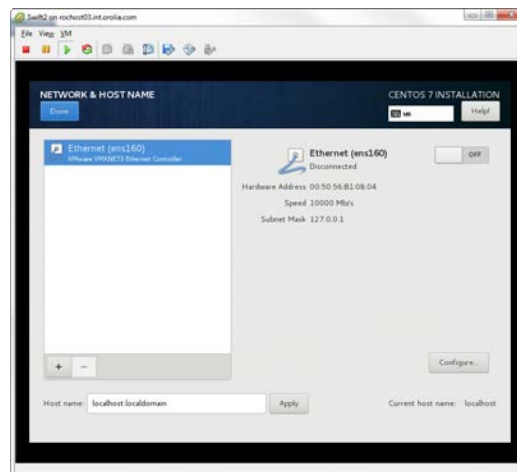 Swift2 on rochost03.int.orolia.com
File View VM
NETWORK & HOST NAME
CENTOS 7 INSTALLATION
Done
us
Help!
Ethernet (ens160)
VMware VMXNET3 Ethernet Controller
Ethernet (ens160)
Disconnected
OFF
Hardware Address 00:50:56:B1:08:04
Speed 10000 Mb/s
Subnet Mask 127.0.0.1
+ −
Configure...
Host name: localhost.localdomain
Apply
Current host name: localhost